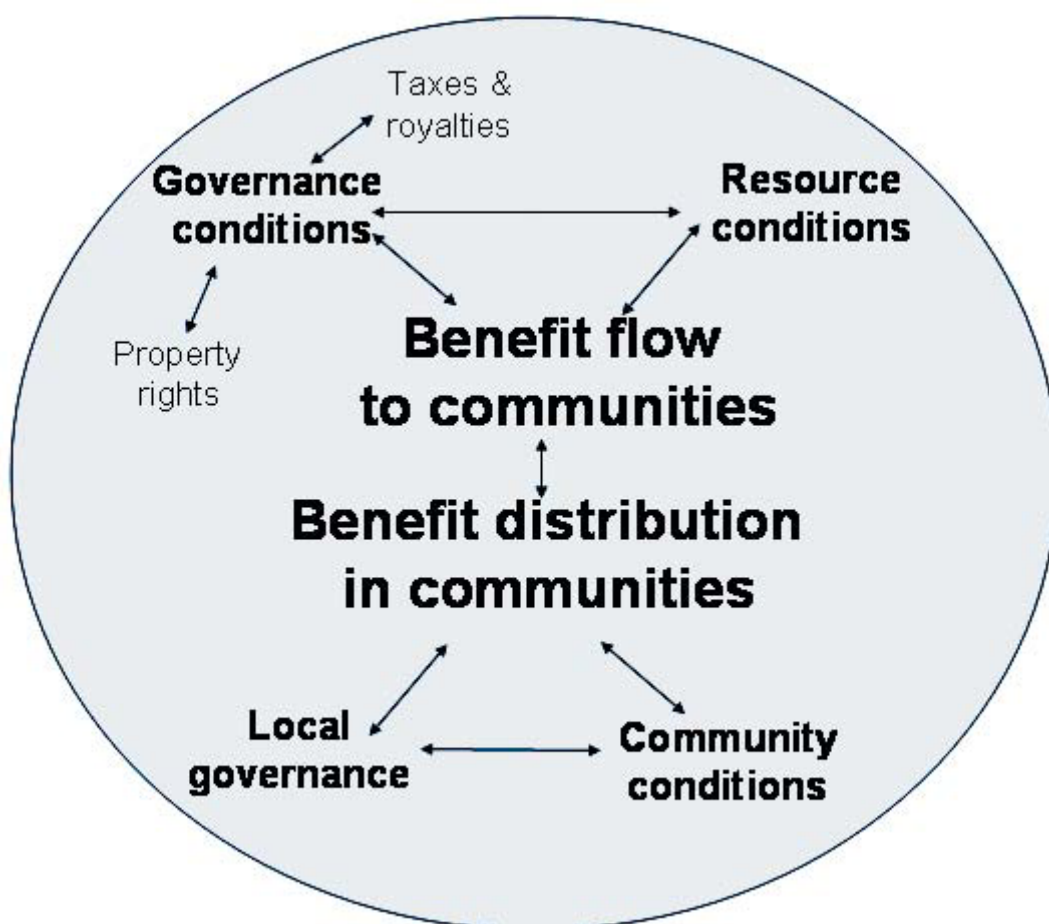 Taxes &
royalties
Governance
conditions
Resource
conditions
Property
rights
Benefit flow
to communities
Benefit distribution
in communities
Local
governance
Community
conditions